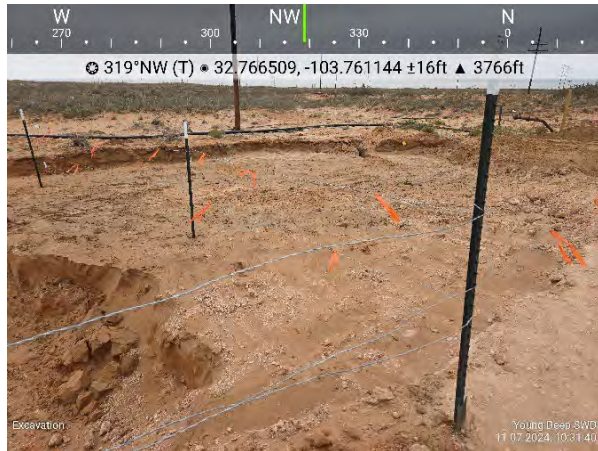 W NW N
270 300 330 0
319°NW (T) 32.766509, -103.761144 ±16ft ▲ 3766ft
Excavation
Young Deep SWD
11.07.2024, 10:31:40